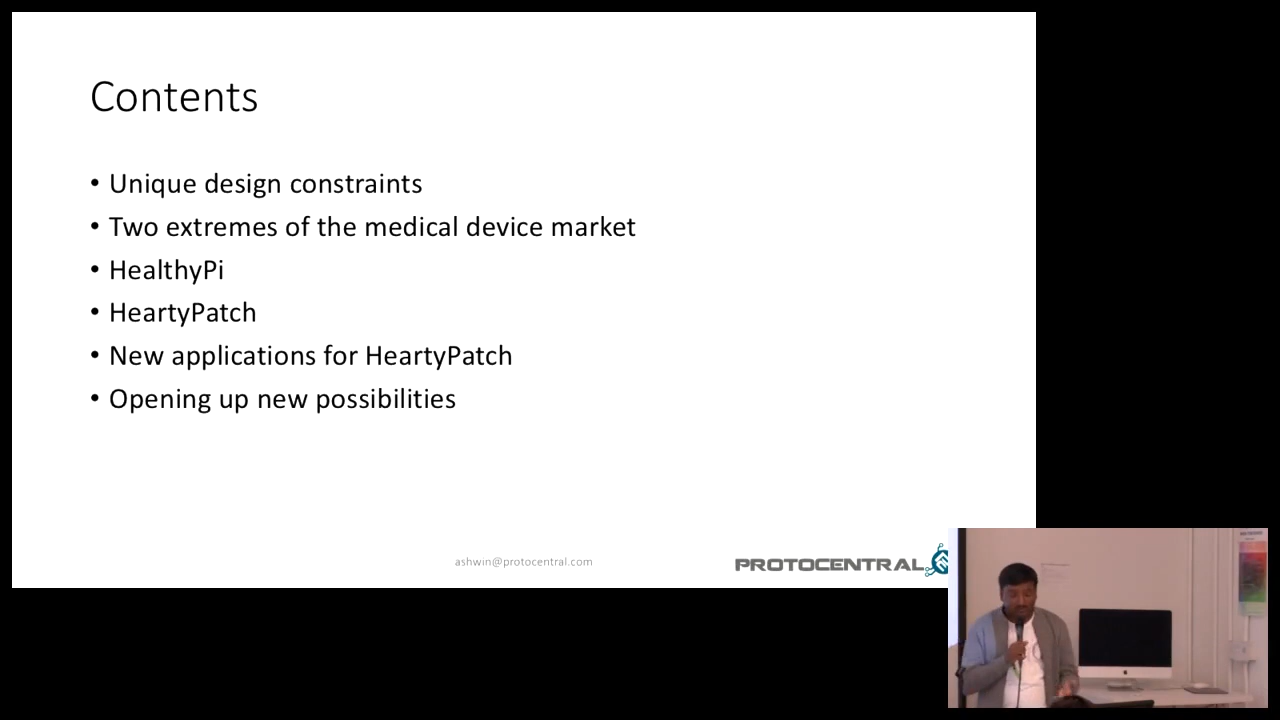 Contents
• Unique design constraints
• Two extremes of the medical device market
• HealthyPi
• HeartyPatch
• New applications for HeartyPatch
• Opening up new possibilities
ashwin@protocentral.com
PROTOCENTRAL